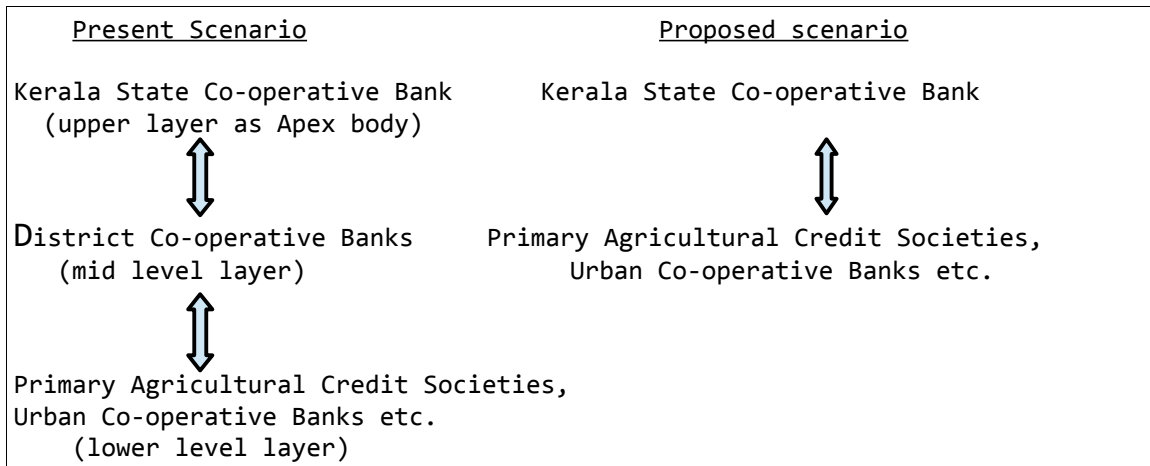 Present Scenario
Proposed scenario
Kerala State Co-operative Bank
(upper layer as Apex body)
Kerala State Co-operative Bank
District Co-operative Banks
(mid level layer)
Primary Agricultural Credit Societies,
Urban Co-operative Banks etc.
Primary Agricultural Credit Societies,
Urban Co-operative Banks etc.
(lower level layer)